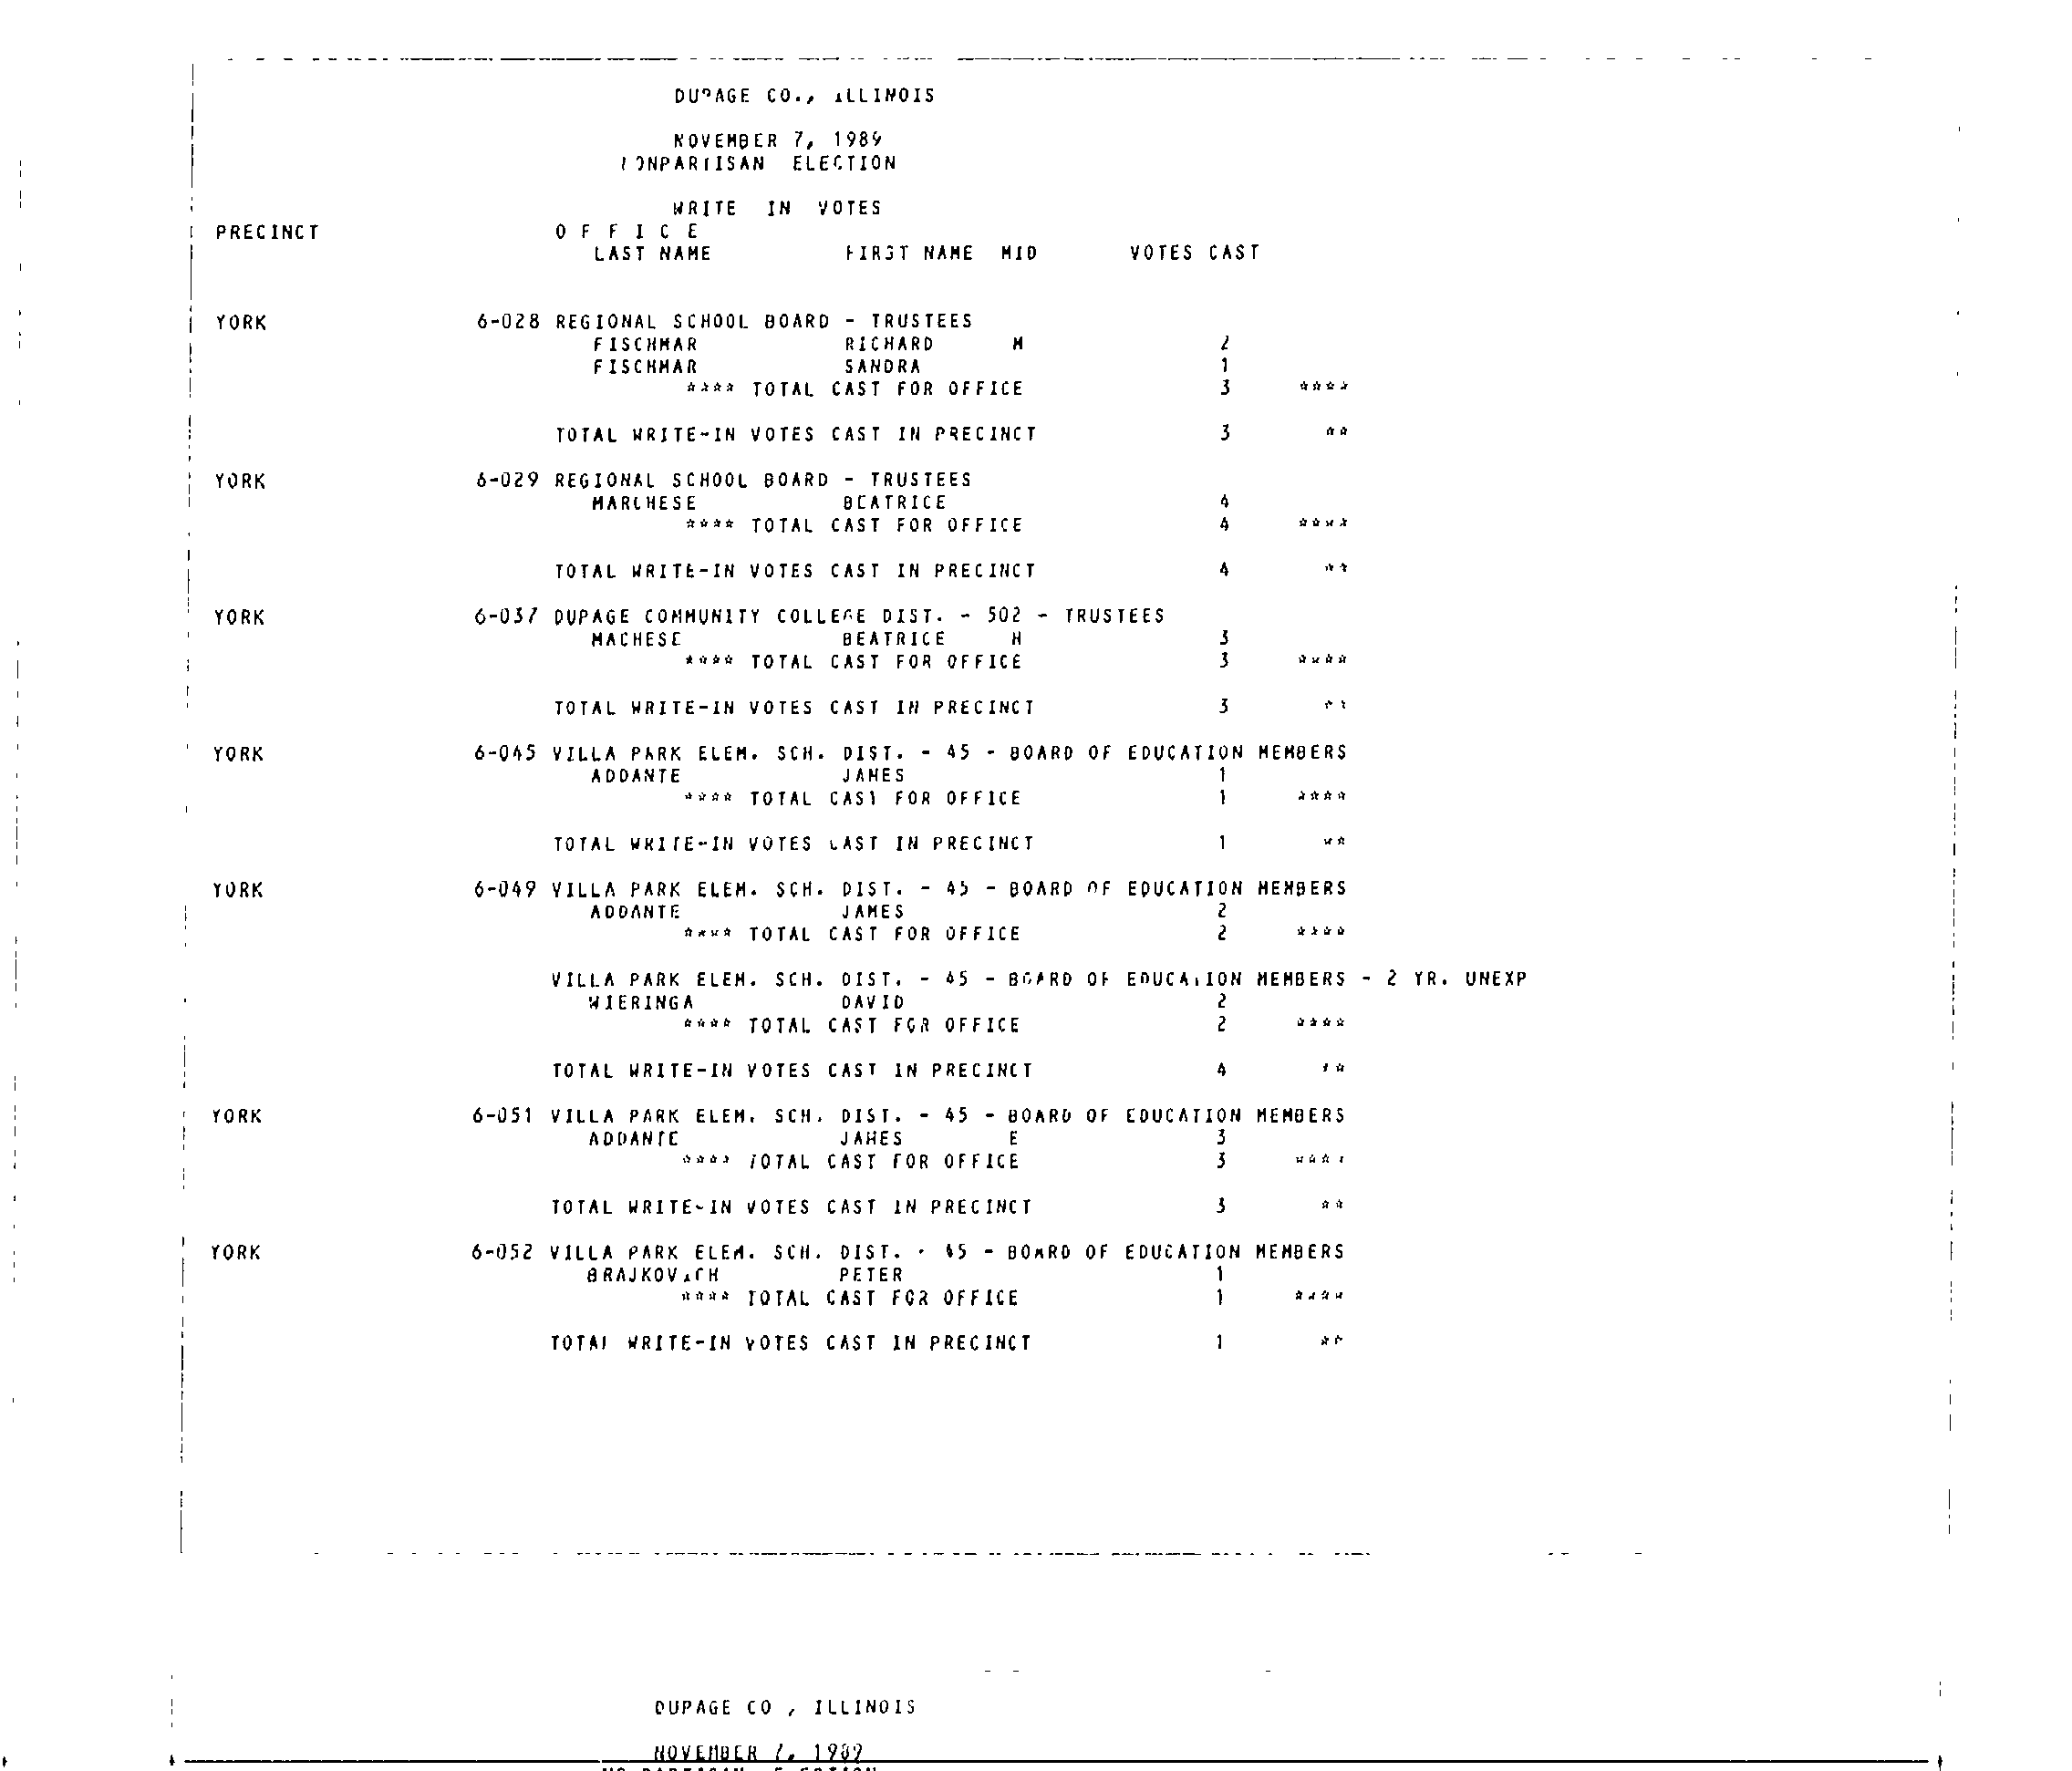 DUPAGE CO., ILLINOIS
NOVEMBER 7, 1989
NONPARTISAN ELECTION
WRITE IN VOTES
PRECINCT O F F I C E
LAST NAME FIRST NAME MID VOTES CAST
YORK 6-028 REGIONAL SCHOOL BOARD - TRUSTEES
FISCHMAR RICHARD M 2
FISCHMAR SANDRA 1
**** TOTAL CAST FOR OFFICE 3 ****
TOTAL WRITE-IN VOTES CAST IN PRECINCT 3 **
YORK 6-029 REGIONAL SCHOOL BOARD - TRUSTEES
MARCHESE BEATRICE 4
**** TOTAL CAST FOR OFFICE 4 ****
TOTAL WRITE-IN VOTES CAST IN PRECINCT 4 **
YORK 6-037 DUPAGE COMMUNITY COLLEGE DIST. - 502 - TRUSTEES
MACHESE BEATRICE H 3
**** TOTAL CAST FOR OFFICE 3 ****
TOTAL WRITE-IN VOTES CAST IN PRECINCT 3 **
YORK 6-045 VILLA PARK ELEM. SCH. DIST. - 45 - BOARD OF EDUCATION MEMBERS
ADDANTE JAMES 1
**** TOTAL CAST FOR OFFICE 1 ****
TOTAL WRITE-IN VOTES CAST IN PRECINCT 1 **
YORK 6-049 VILLA PARK ELEM. SCH. DIST. - 45 - BOARD OF EDUCATION MEMBERS
ADDANTE JAMES 2
**** TOTAL CAST FOR OFFICE 2 ****
VILLA PARK ELEM. SCH. DIST. - 45 - BOARD OF EDUCATION MEMBERS - 2 YR. UNEXP
WIERINGA DAVID 2
**** TOTAL CAST FOR OFFICE 2 ****
TOTAL WRITE-IN VOTES CAST IN PRECINCT 4 **
YORK 6-051 VILLA PARK ELEM. SCH. DIST. - 45 - BOARD OF EDUCATION MEMBERS
ADDANTE JAMES E 3
**** TOTAL CAST FOR OFFICE 3 ****
TOTAL WRITE-IN VOTES CAST IN PRECINCT 3 **
YORK 6-052 VILLA PARK ELEM. SCH. DIST. - 45 - BOARD OF EDUCATION MEMBERS
BRAJKOVICH PETER 1
**** TOTAL CAST FOR OFFICE 1 ****
TOTAL WRITE-IN VOTES CAST IN PRECINCT 1 **
DUPAGE CO , ILLINOIS
NOVEMBER 7, 1989